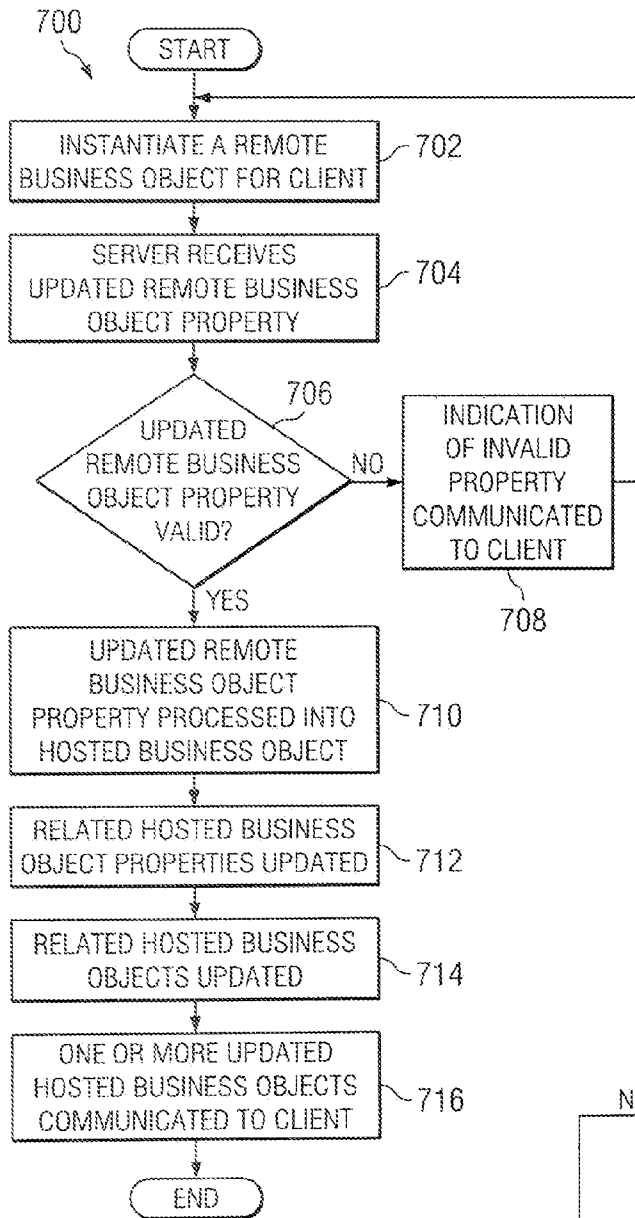 700
START
INSTANTIATE A REMOTE
BUSINESS OBJECT FOR CLIENT
702
SERVER RECEIVES
UPDATED REMOTE BUSINESS
OBJECT PROPERTY
704
706
UPDATED
REMOTE BUSINESS
OBJECT PROPERTY
VALID?
NO
INDICATION
OF INVALID
PROPERTY
COMMUNICATED
TO CLIENT
708
YES
UPDATED REMOTE
BUSINESS OBJECT
PROPERTY PROCESSED INTO
HOSTED BUSINESS OBJECT
710
RELATED HOSTED BUSINESS
OBJECT PROPERTIES UPDATED
712
RELATED HOSTED BUSINESS
OBJECTS UPDATED
714
ONE OR MORE UPDATED
HOSTED BUSINESS OBJECTS
COMMUNICATED TO CLIENT
716
N
END